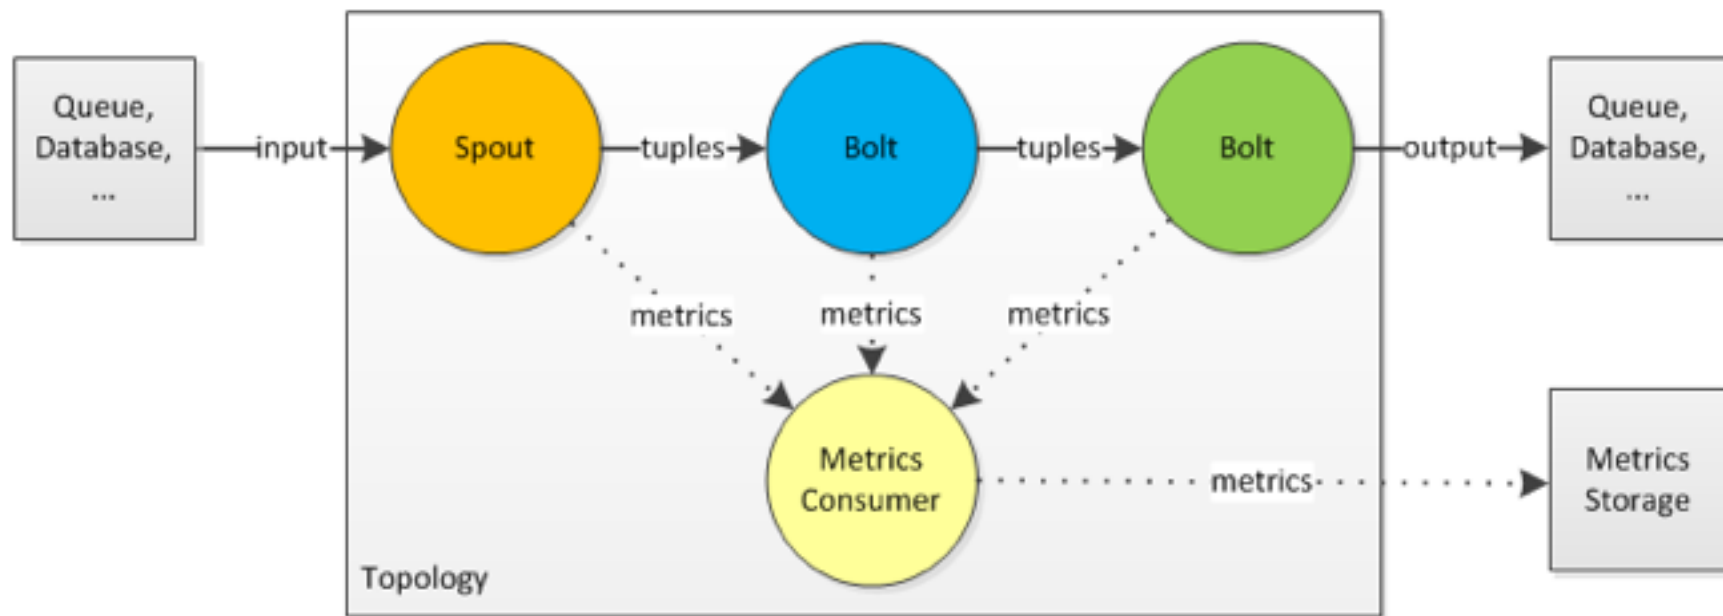 Queue,
Database,
...
input
Spout
tuples
Bolt
tuples
Bolt
output
Queue,
Database,
...
metrics
metrics
metrics
Metrics
Consumer
metrics
Metrics
Storage
Topology